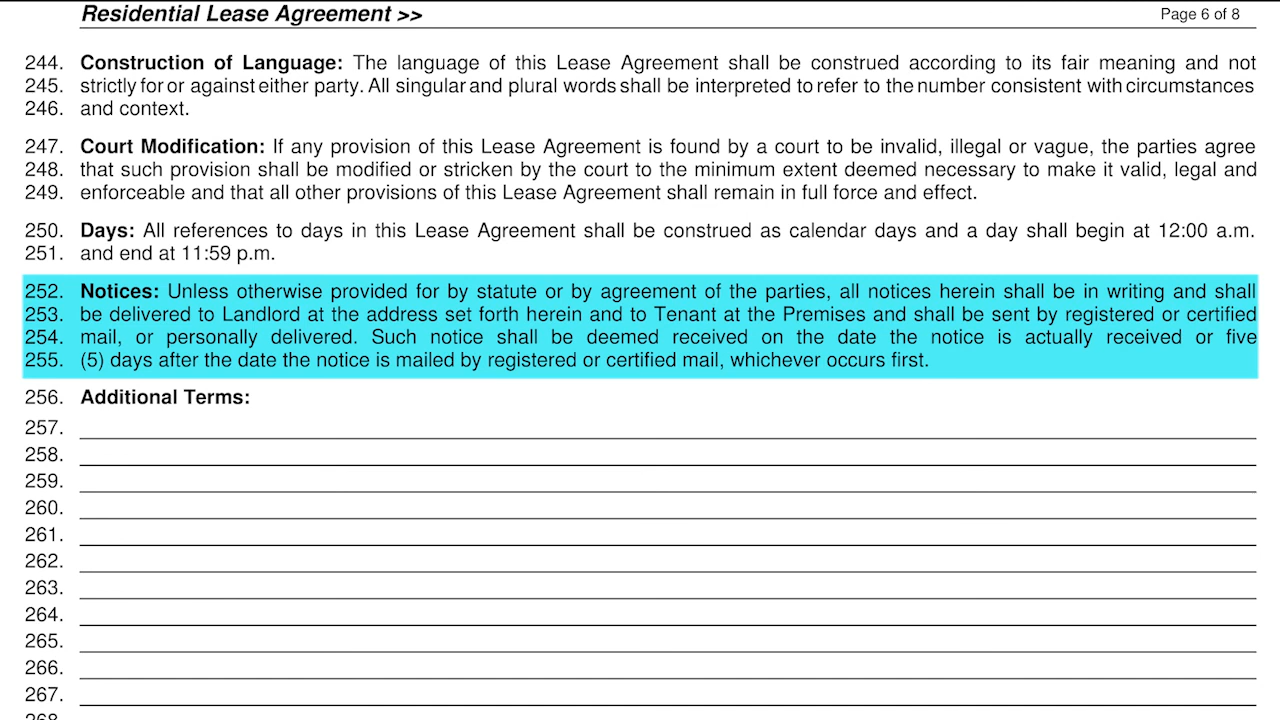 Residential Lease Agreement >>
Page 6 of 8
244. Construction of Language: The language of this Lease Agreement shall be construed according to its fair meaning and not
245. strictly for or against either party. All singular and plural words shall be interpreted to refer to the number consistent with circumstances
246. and context.
247. Court Modification: If any provision of this Lease Agreement is found by a court to be invalid, illegal or vague, the parties agree
248. that such provision shall be modified or stricken by the court to the minimum extent deemed necessary to make it valid, legal and
249. enforceable and that all other provisions of this Lease Agreement shall remain in full force and effect.
250. Days: All references to days in this Lease Agreement shall be construed as calendar days and a day shall begin at 12:00 a.m.
251. and end at 11:59 p.m.
252. Notices: Unless otherwise provided for by statute or by agreement of the parties, all notices herein shall be in writing and shall
253. be delivered to Landlord at the address set forth herein and to Tenant at the Premises and shall be sent by registered or certified
254. mail, or personally delivered. Such notice shall be deemed received on the date the notice is actually received or five
255. (5) days after the date the notice is mailed by registered or certified mail, whichever occurs first.
256. Additional Terms:
257.
258.
259.
260.
261.
262.
263.
264.
265.
266.
267.
268.